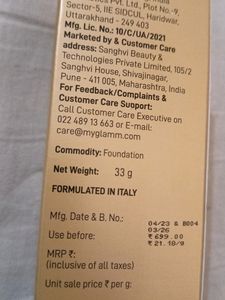 Pvt. Ltd., Plot No.-9,
Sector-5, IIE SIDCUL, Haridwar,
Uttarakhand - 249 403
Mfg. Lic. No.: 10/C/UA/2021
Marketed by & Customer Care
address: Sanghvi Beauty &
Technologies Private Limited, 105/2
Sanghvi House, Shivajinagar,
Pune - 411 005, Maharashtra, India
For Feedback/Complaints &
Customer Care Support:
Call Customer Care Executive on
022 489 13 663 or E-mail:
care@myglamm.com
Commodity: Foundation
Net Weight: 33 g
FORMULATED IN ITALY
Mfg. Date & B. No.: 04/23 & B004
Use before: 03/26
MRP ₹: ₹ 699.00
(inclusive of all taxes) ₹ 21.18/g
Unit sale price ₹ per g: